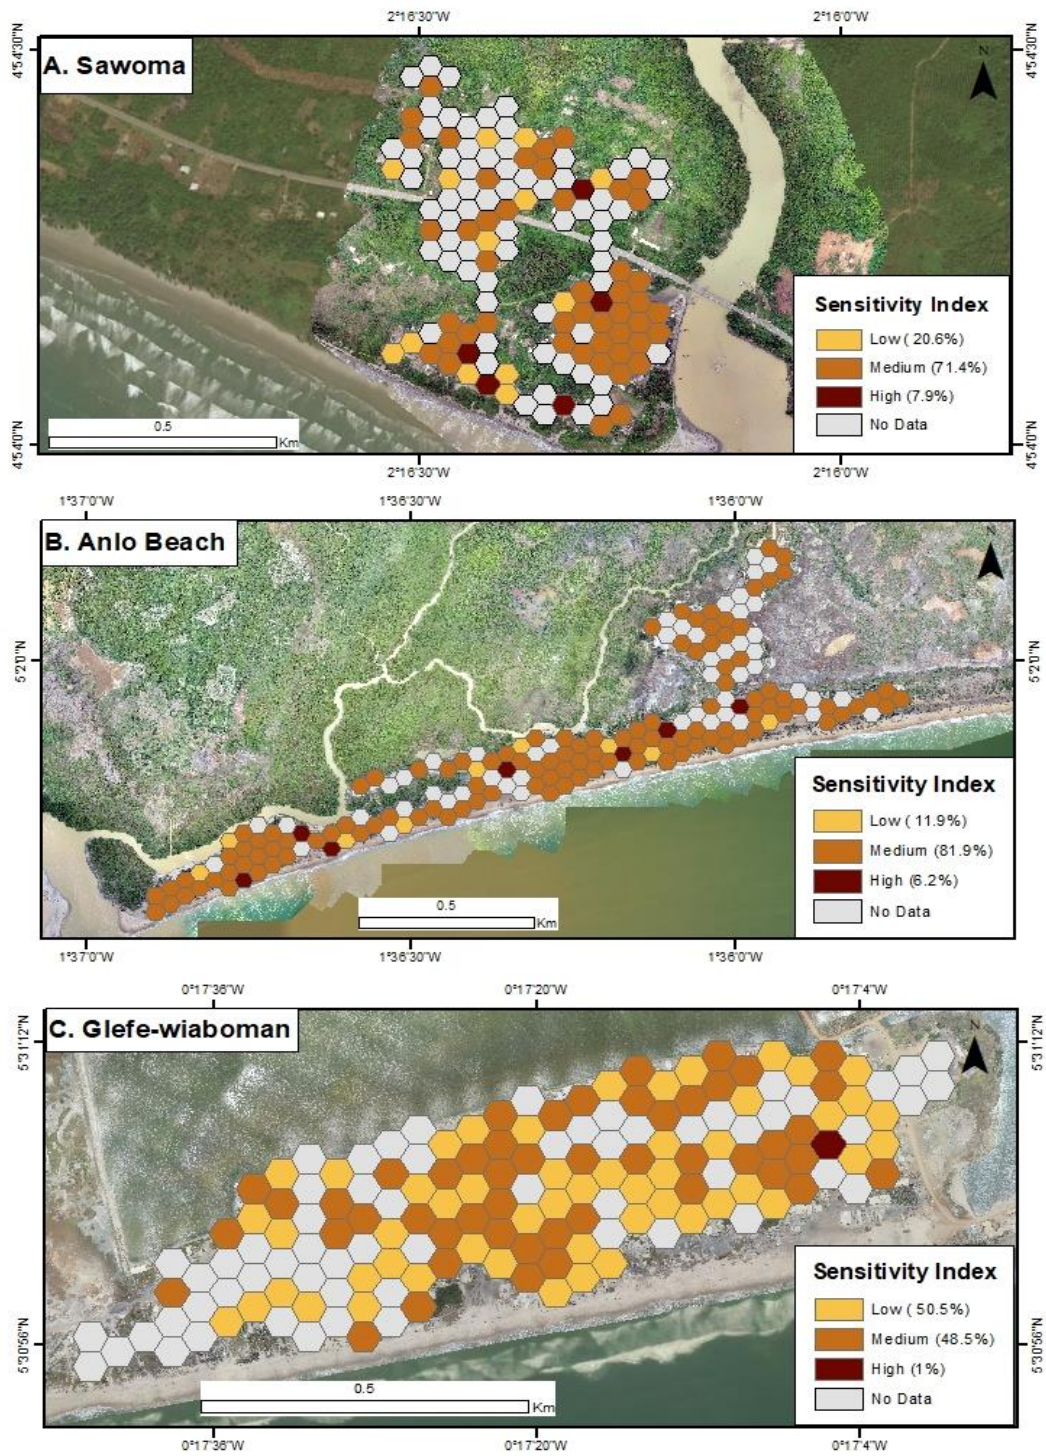 2°16'30"W 2°16'0"W
4°54'30"N 4°54'30"N
A. Sawoma
N
Sensitivity Index
Low ( 20.6%)
Medium (71.4%)
High (7.9%)
No Data
0.5
Km
4°54'0"N 4°54'0"N
2°16'30"W 2°16'0"W
1°37'0"W 1°36'30"W 1°36'0"W
B. Anlo Beach
N
5°2'0"N 5°2'0"N
Sensitivity Index
Low ( 11.9%)
Medium (81.9%)
High (6.2%)
No Data
0.5
Km
1°37'0"W 1°36'30"W 1°36'0"W
0°17'36"W 0°17'20"W 0°17'4"W
C. Glefe-wiaboman
N
5°31'12"N 5°31'12"N
Sensitivity Index
Low ( 50.5%)
Medium (48.5%)
High (1%)
No Data
5°30'56"N 5°30'56"N
0.5
Km
0°17'36"W 0°17'20"W 0°17'4"W